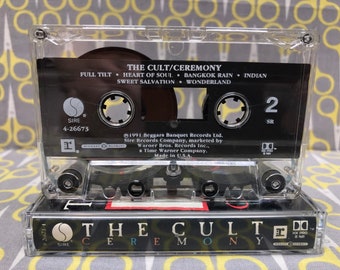 THE CULT/CEREMONY
FULL TILT • HEART OF SOUL • BANGKOK RAIN • INDIAN
SWEET SALVATION • WONDERLAND
SIRE
4-26673
2
SR
℗1991 Beggars Banquet Records Ltd.
Sire Records Company, marketed by
Warner Bros. Records Inc.,
a Time Warner Company.
Made in U.S.A.
SIRE
THE CULT
CEREMONY